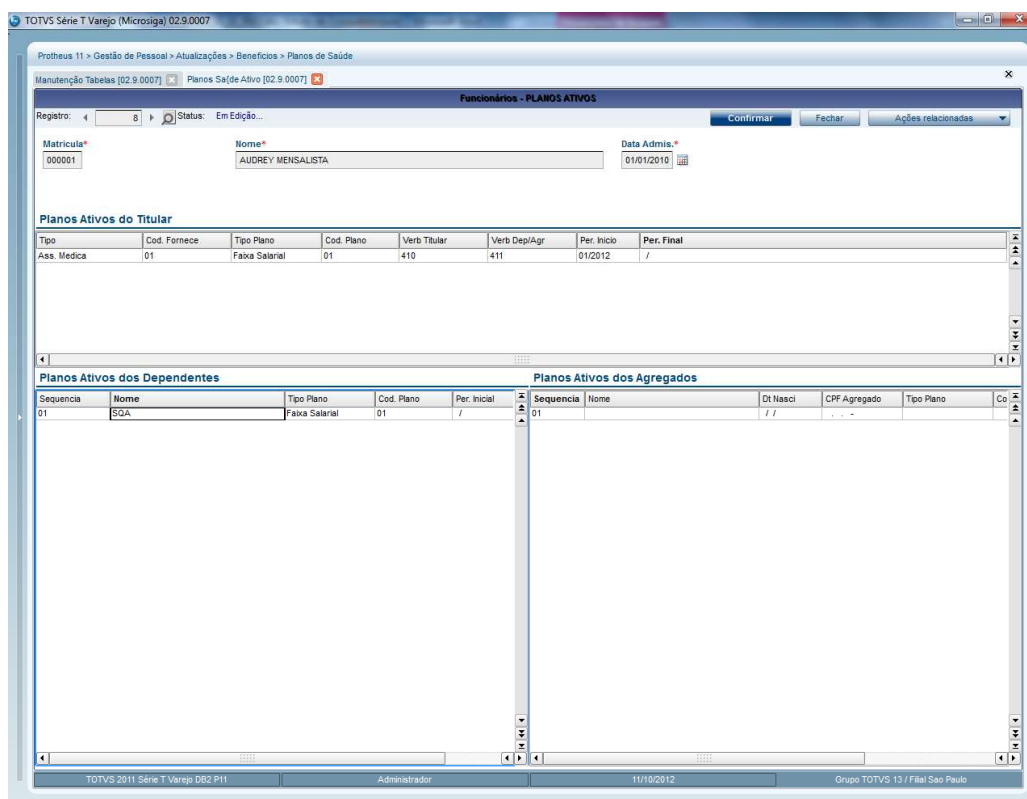 TOTVS Série T Varejo (Microsiga) 02.9.0007
Protheus 11 > Gestão de Pessoal > Atualizações > Beneficios > Planos de Saúde
Manutenção Tabelas [02.9.0007] Planos Sa{de Ativo [02.9.0007]
Funcionários - PLANOS ATIVOS
Registro: 8 Status: Em Edição... Confirmar Fechar Ações relacionadas
Matricula* Nome* Data Admis.*
000001 AUDREY MENSALISTA 01/01/2010
Planos Ativos do Titular
Tipo Cod. Fornece Tipo Plano Cod. Plano Verb Titular Verb Dep/Agr Per. Inicio Per. Final
Ass. Medica 01 Faixa Salarial 01 410 411 01/2012 /
Planos Ativos dos Dependentes
Sequencia Nome Tipo Plano Cod. Plano Per. Inicial
01 SQA Faixa Salarial 01 /
Planos Ativos dos Agregados
Sequencia Nome Dt Nasci CPF Agregado Tipo Plano Co
01 / / . . -
TOTVS 2011 Série T Varejo DB2 P11 Administrador 11/10/2012 Grupo TOTVS 13 / Filial Sao Paulo